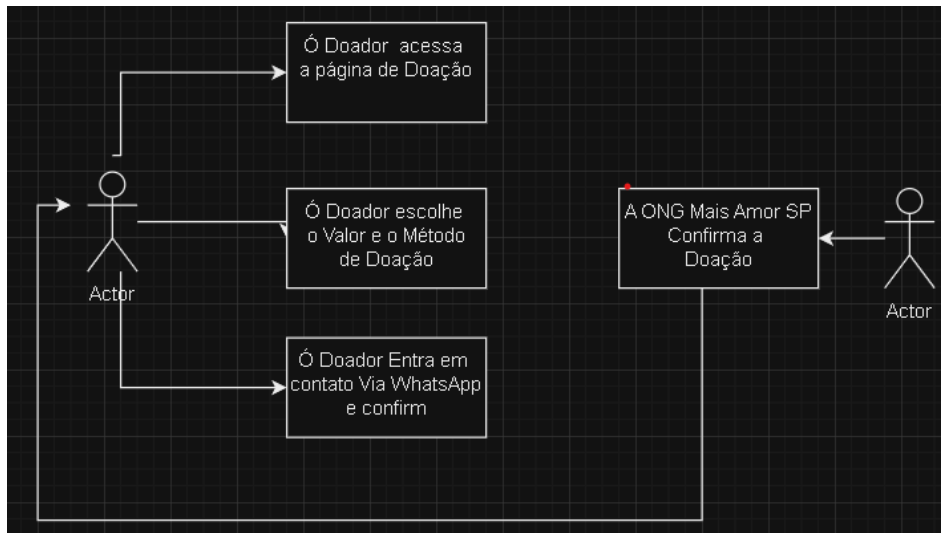 Ó Doador acessa
a página de Doação
Ó Doador escolhe
o Valor e o Método
de Doação
A ONG Mais Amor SP
Confirma a
Doação
Actor
Actor
Ó Doador Entra em
contato Via WhatsApp
e confirm